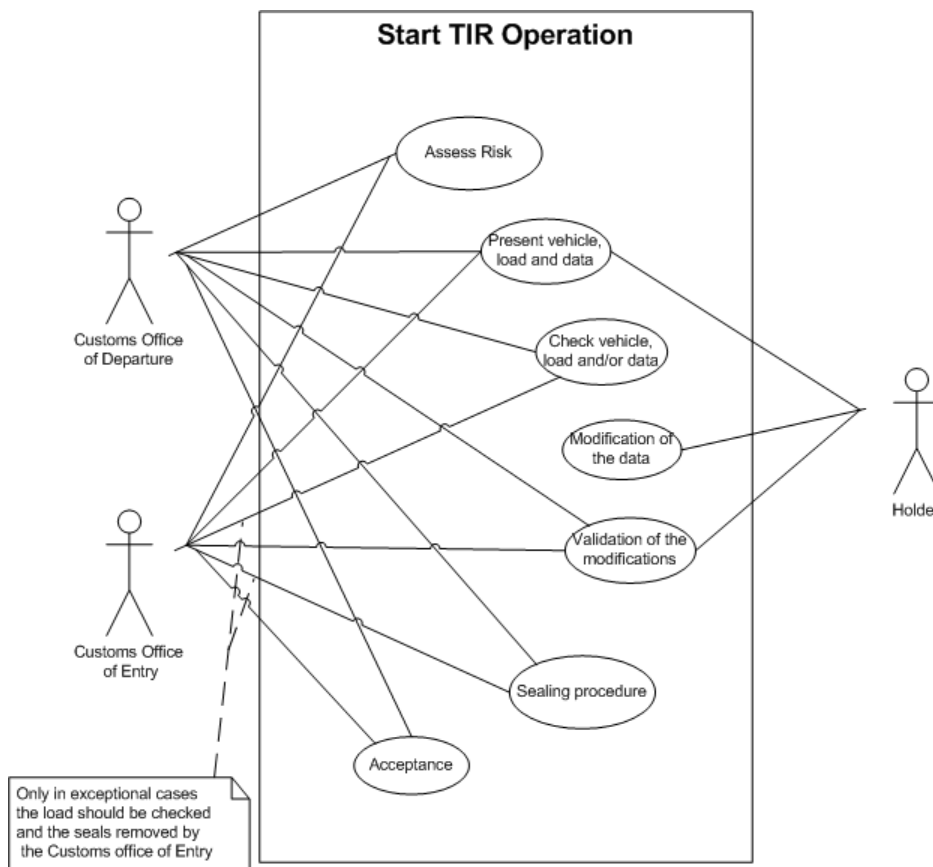 Start TIR Operation
Assess Risk
Present vehicle,
load and data
Customs Office
of Departure
Check vehicle,
load and/or data
Modification of
the data
Holde
Validation of the
modifications
Customs Office
of Entry
Sealing procedure
Acceptance
Only in exceptional cases
the load should be checked
and the seals removed by
the Customs office of Entry